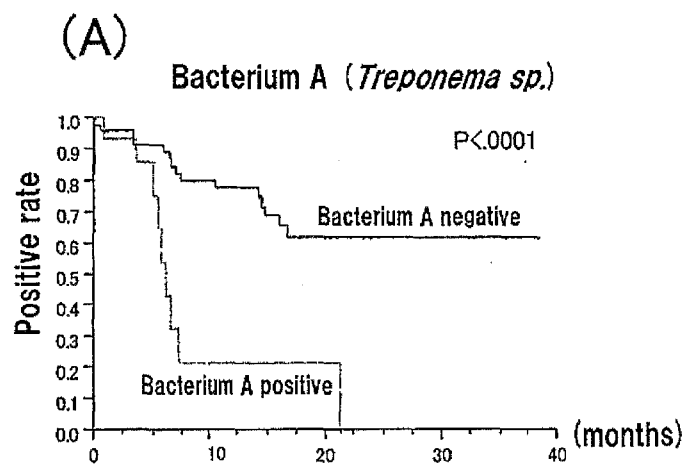 (A)
Bacterium A (Treponema sp.)
P<.0001
Positive rate
1.0
0.9
0.8
0.7
0.6
0.5
0.4
0.3
0.2
0.1
0.0
Bacterium A negative
Bacterium A positive
0 10 20 30 40 (months)